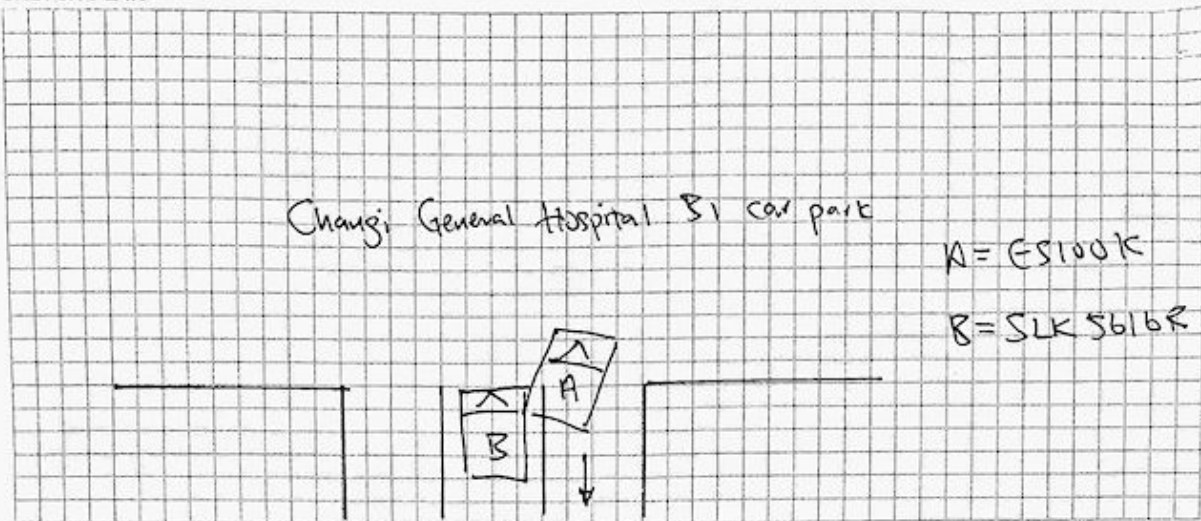 Changi General Hospital B1 car park
A = ES100K
B = SLK 5616R
A
B